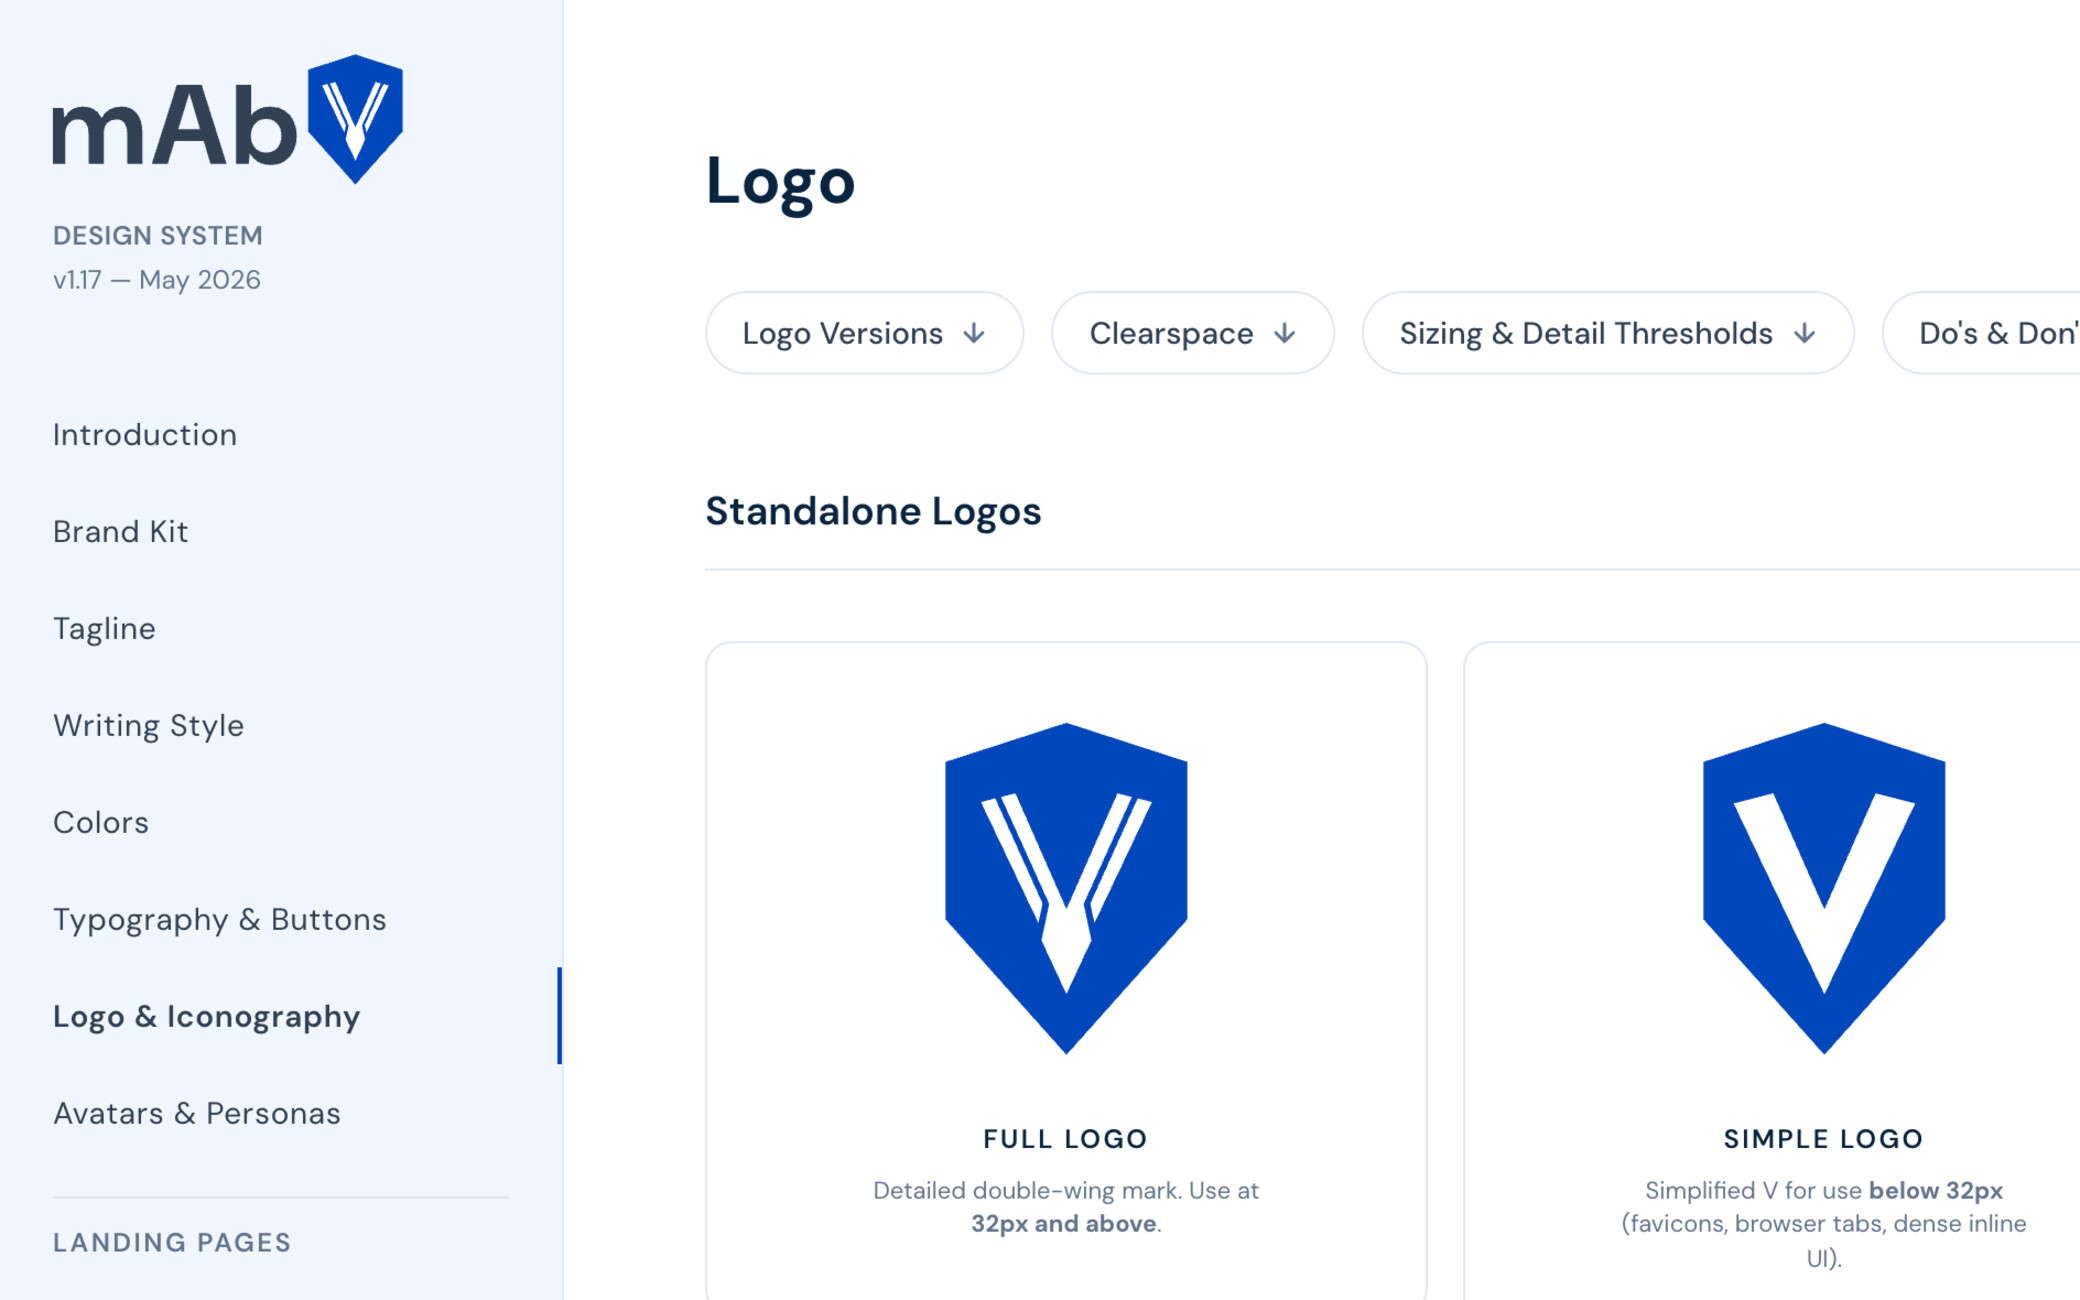 mAb
DESIGN SYSTEM
v1.17 — May 2026
Introduction
Brand Kit
Tagline
Writing Style
Colors
Typography & Buttons
Logo & Iconography
Avatars & Personas
LANDING PAGES
Logo
Logo Versions ↓
Clearspace ↓
Sizing & Detail Thresholds ↓
Do's & Don'
Standalone Logos
FULL LOGO
Detailed double-wing mark. Use at
32px and above.
SIMPLE LOGO
Simplified V for use below 32px
(favicons, browser tabs, dense inline
UI).